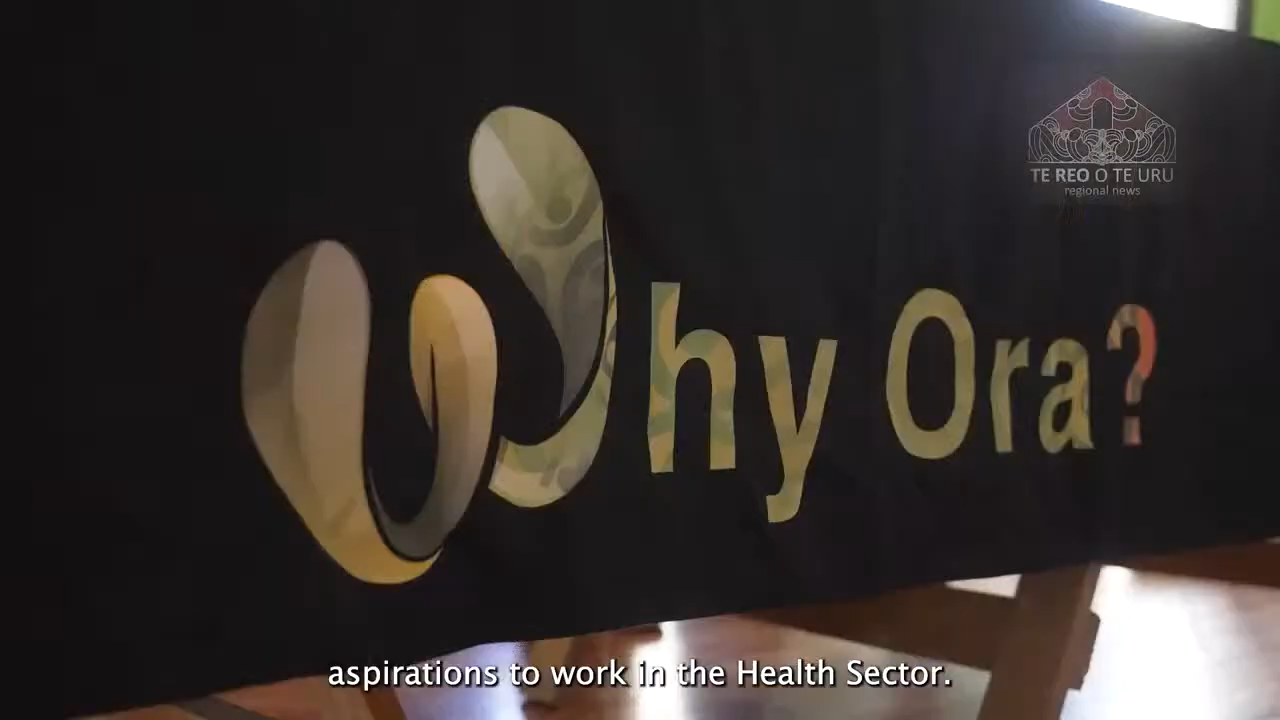 TE REO O TE URU
regional news
Why Ora?
aspirations to work in the Health Sector.